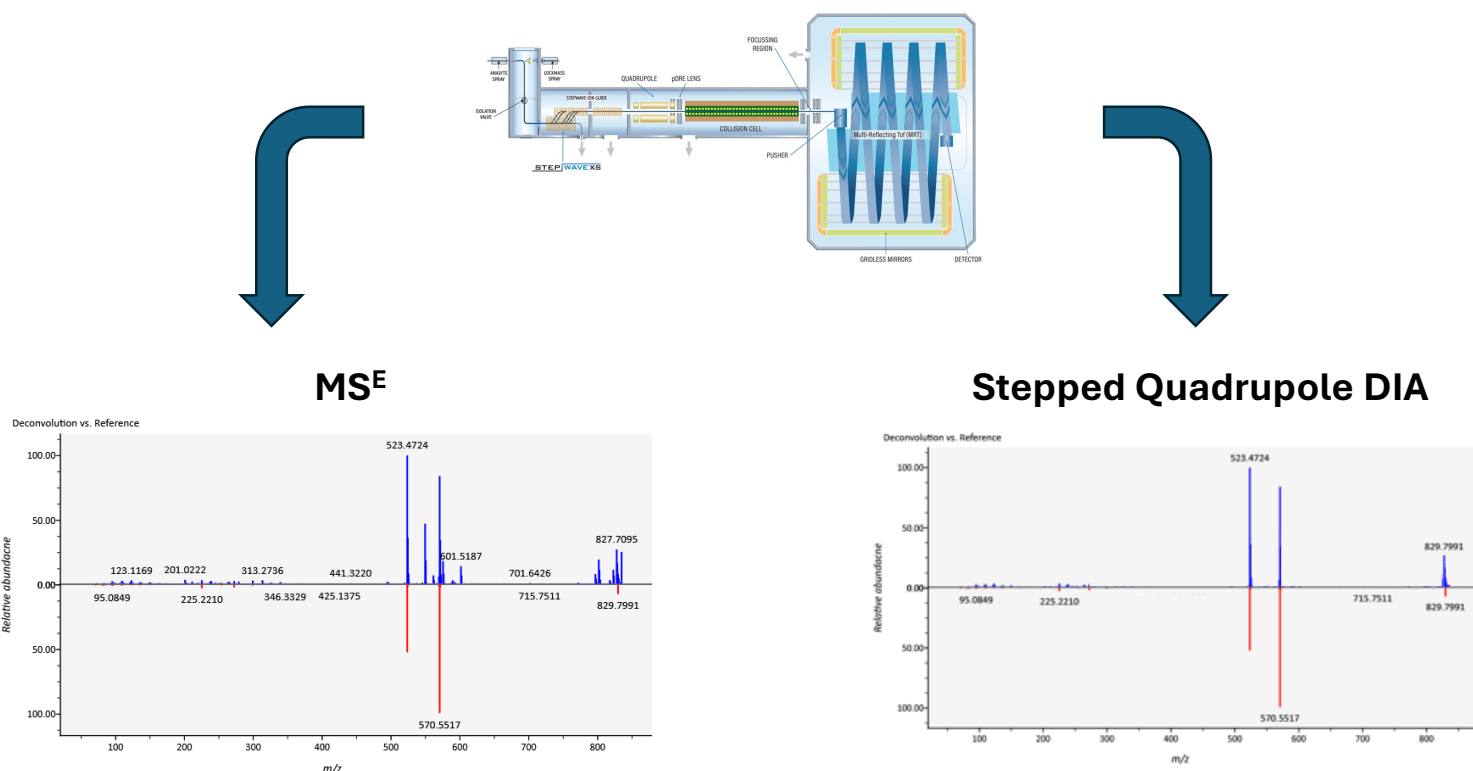 FOCUSSING
REGION
ANALYTE
SPRAY
LOCKMASS
SPRAY
QUADRUPOLE
pDRE LENS
STEPWAVE ION GUIDE
ISOLATION
VALVE
COLLISION CELL
Multi-Reflecting Tof (MRT)
PUSHER
STEPWAVE XS
GRIDLESS MIRRORS
DETECTOR
MSᴱ
Stepped Quadrupole DIA
Deconvolution vs. Reference
Relative abundacne
100.00
50.00
0.00
50.00
100.00
523.4724
827.7095
601.5187
123.1169
201.0222
313.2736
441.3220
701.6426
95.0849
225.2210
346.3329
425.1375
715.7511
829.7991
570.5517
100
200
300
400
500
600
700
800
m/z
Deconvolution vs. Reference
Relative abundacne
100.00
50.00
0.00
50.00
100.00
523.4724
829.7991
95.0849
225.2210
715.7511
829.7991
570.5517
100
200
300
400
500
600
700
800
m/z